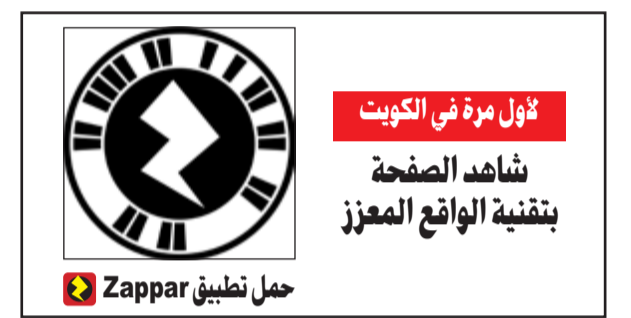 لأول مرة في الكويت
شاهد الصفحة
بتقنية الواقع المعزز
حمل تطبيق Zappar